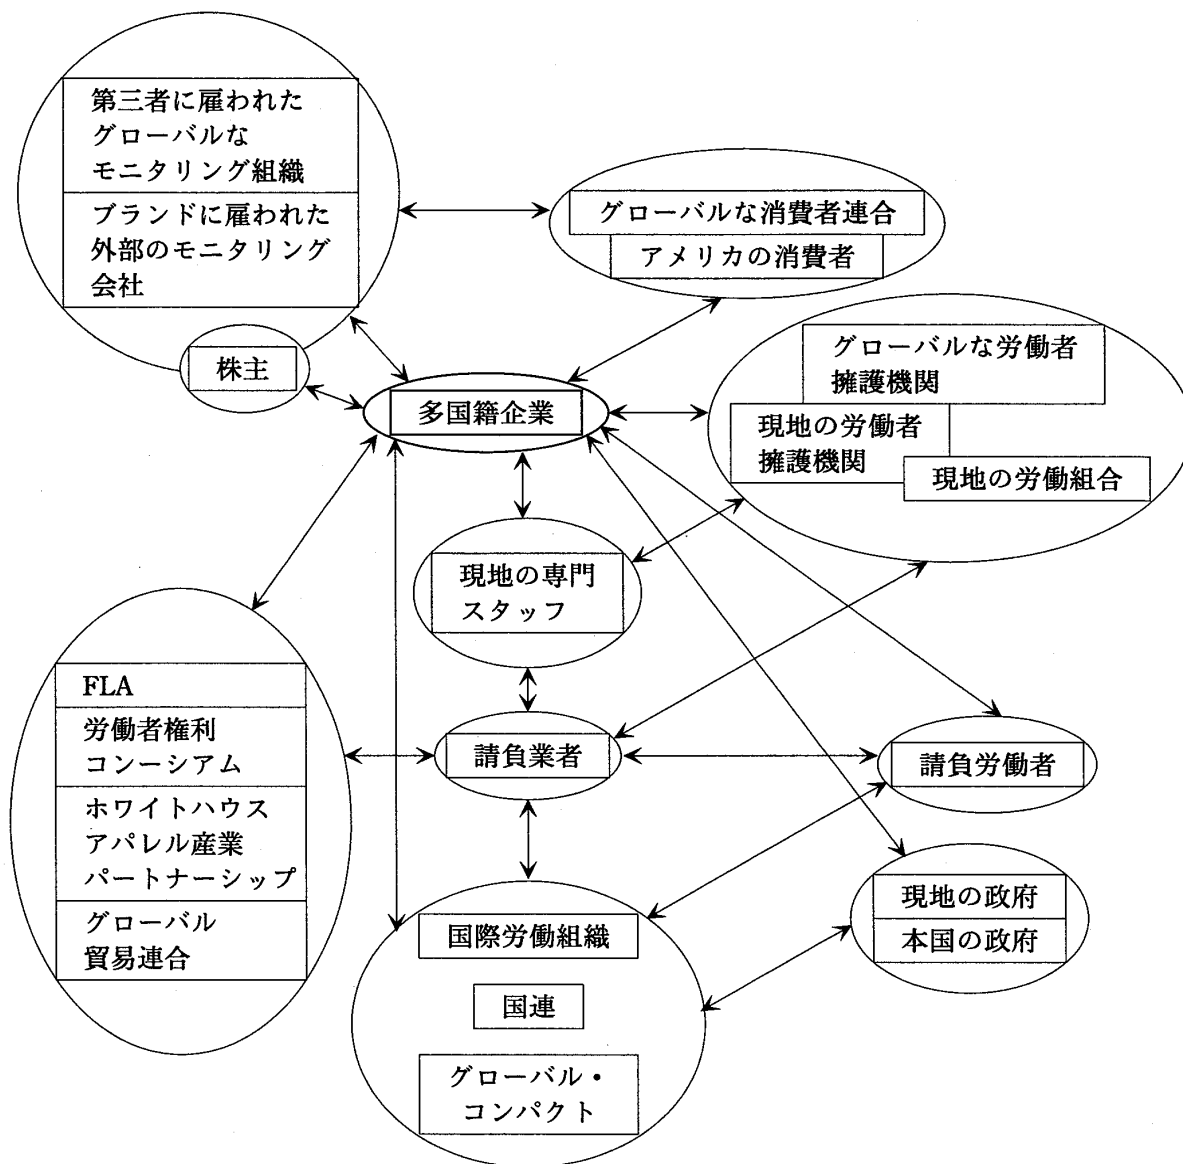 第三者に雇われた
グローバルな
モニタリング組織
ブランドに雇われた
外部のモニタリング
会社
グローバルな消費者連合
アメリカの消費者
株主
多国籍企業
グローバルな労働者
擁護機関
現地の労働者
擁護機関
現地の労働組合
現地の専門
スタッフ
FLA
労働者権利
コンーシアム
ホワイトハウス
アパレル産業
パートナーシップ
グローバル
貿易連合
請負業者
請負労働者
現地の政府
本国の政府
国際労働組織
国連
グローバル・
コンパクト